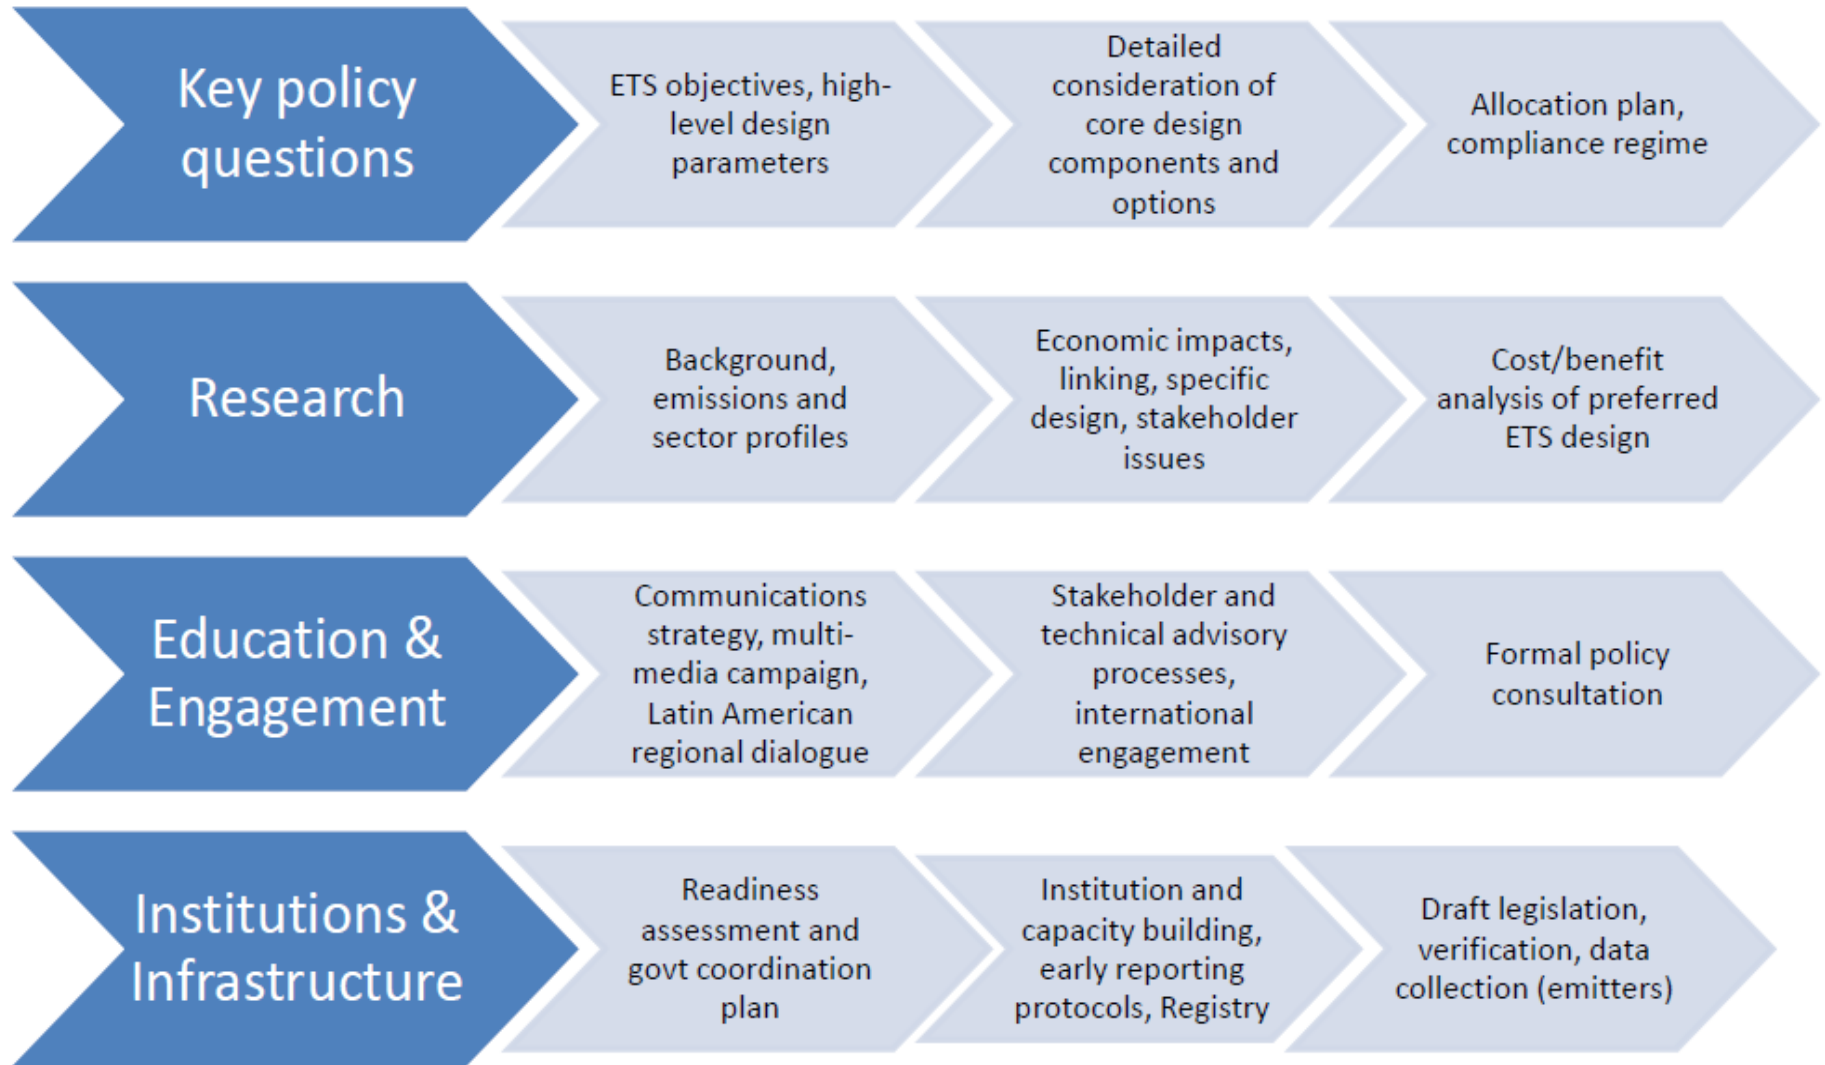 Key policy
questions
ETS objectives, high-
level design
parameters
Detailed
consideration of
core design
components and
options
Allocation plan,
compliance regime
Research
Background,
emissions and
sector profiles
Economic impacts,
linking, specific
design, stakeholder
issues
Cost/benefit
analysis of preferred
ETS design
Education &
Engagement
Communications
strategy, multi-
media campaign,
Latin American
regional dialogue
Stakeholder and
technical advisory
processes,
international
engagement
Formal policy
consultation
Institutions &
Infrastructure
Readiness
assessment and
govt coordination
plan
Institution and
capacity building,
early reporting
protocols, Registry
Draft legislation,
verification, data
collection (emitters)